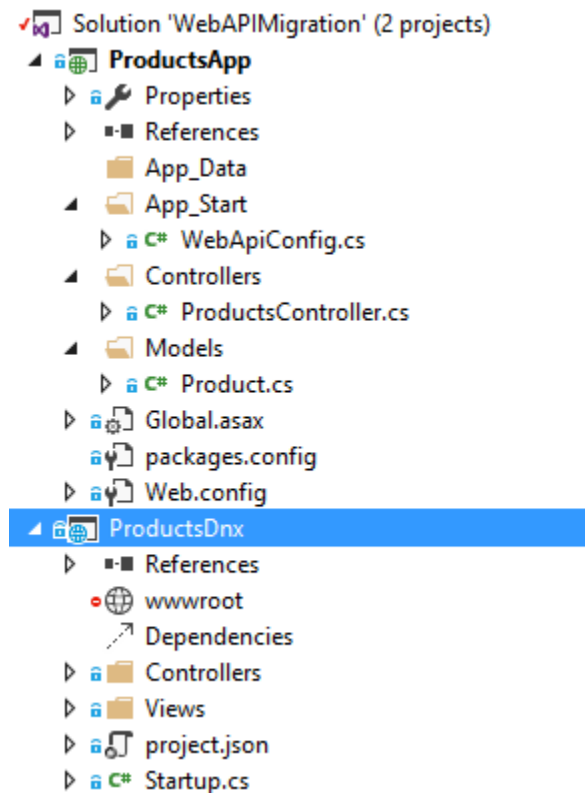 Solution 'WebAPIMigration' (2 projects)
ProductsApp
Properties
References
App_Data
App_Start
C# WebApiConfig.cs
Controllers
C# ProductsController.cs
Models
C# Product.cs
Global.asax
packages.config
Web.config
ProductsDnx
References
wwwroot
Dependencies
Controllers
Views
project.json
C# Startup.cs